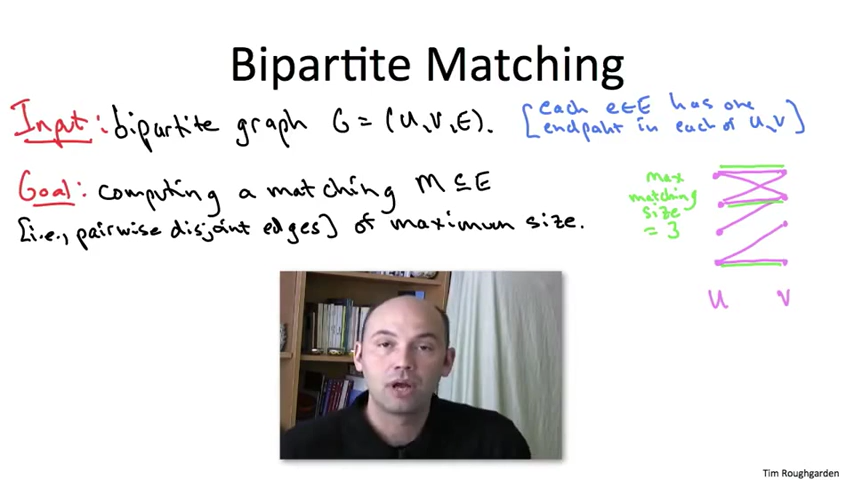 Bipartite Matching
Input: bipartite graph G = (U, V, E). [each e∈E has one
endpoint in each of U, V]
Goal: computing a matching M ⊆ E
[i.e., pairwise disjoint edges] of maximum size.
max
matching
size
= 3
U V
Tim Roughgarden